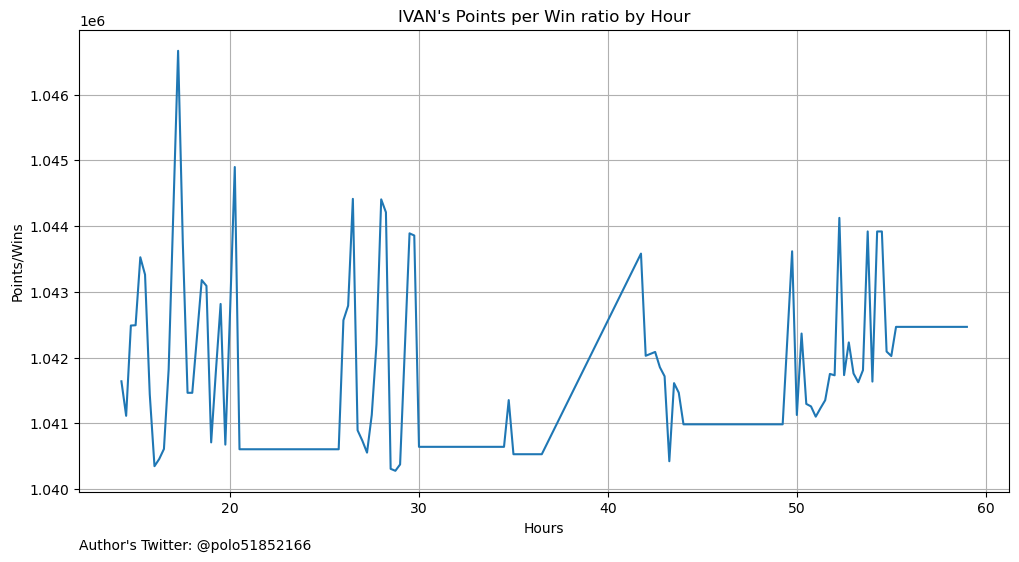 IVAN's Points per Win ratio by Hour
1e6
1.046
1.045
1.044
1.043
1.042
1.041
1.040
Points/Wins
20 30 40 50 60
Hours
Author's Twitter: @polo51852166